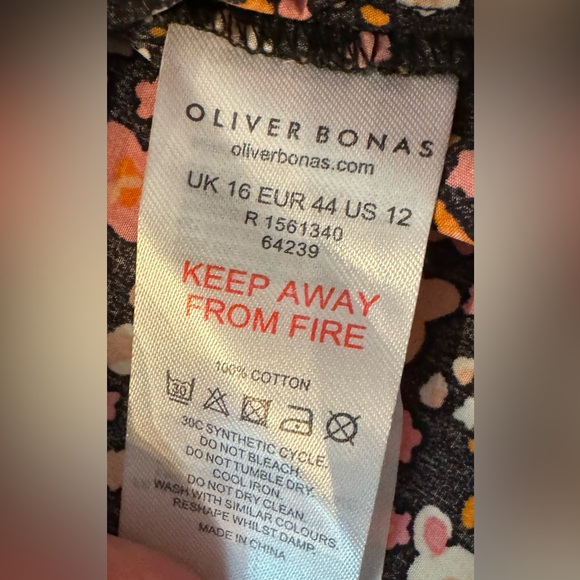 OLIVER BONAS
oliverbonas.com
UK 16 EUR 44 US 12
R 1561340
64239
KEEP AWAY
FROM FIRE
100% COTTON
30
30C SYNTHETIC CYCLE.
DO NOT BLEACH.
DO NOT TUMBLE DRY.
COOL IRON.
DO NOT DRY CLEAN.
WASH WITH SIMILAR COLOURS.
RESHAPE WHILST DAMP.
MADE IN CHINA